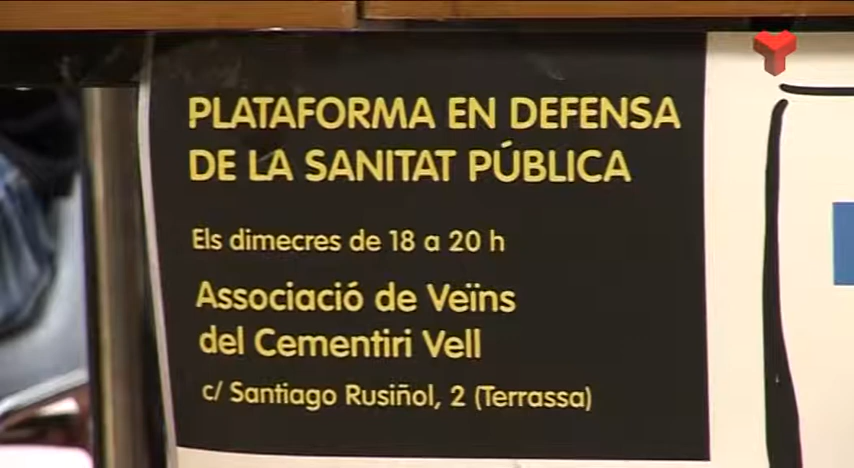 PLATAFORMA EN DEFENSA
DE LA SANITAT PÚBLICA
Els dimecres de 18 a 20 h
Associació de Veïns
del Cementiri Vell
c/ Santiago Rusiñol, 2 (Terrassa)